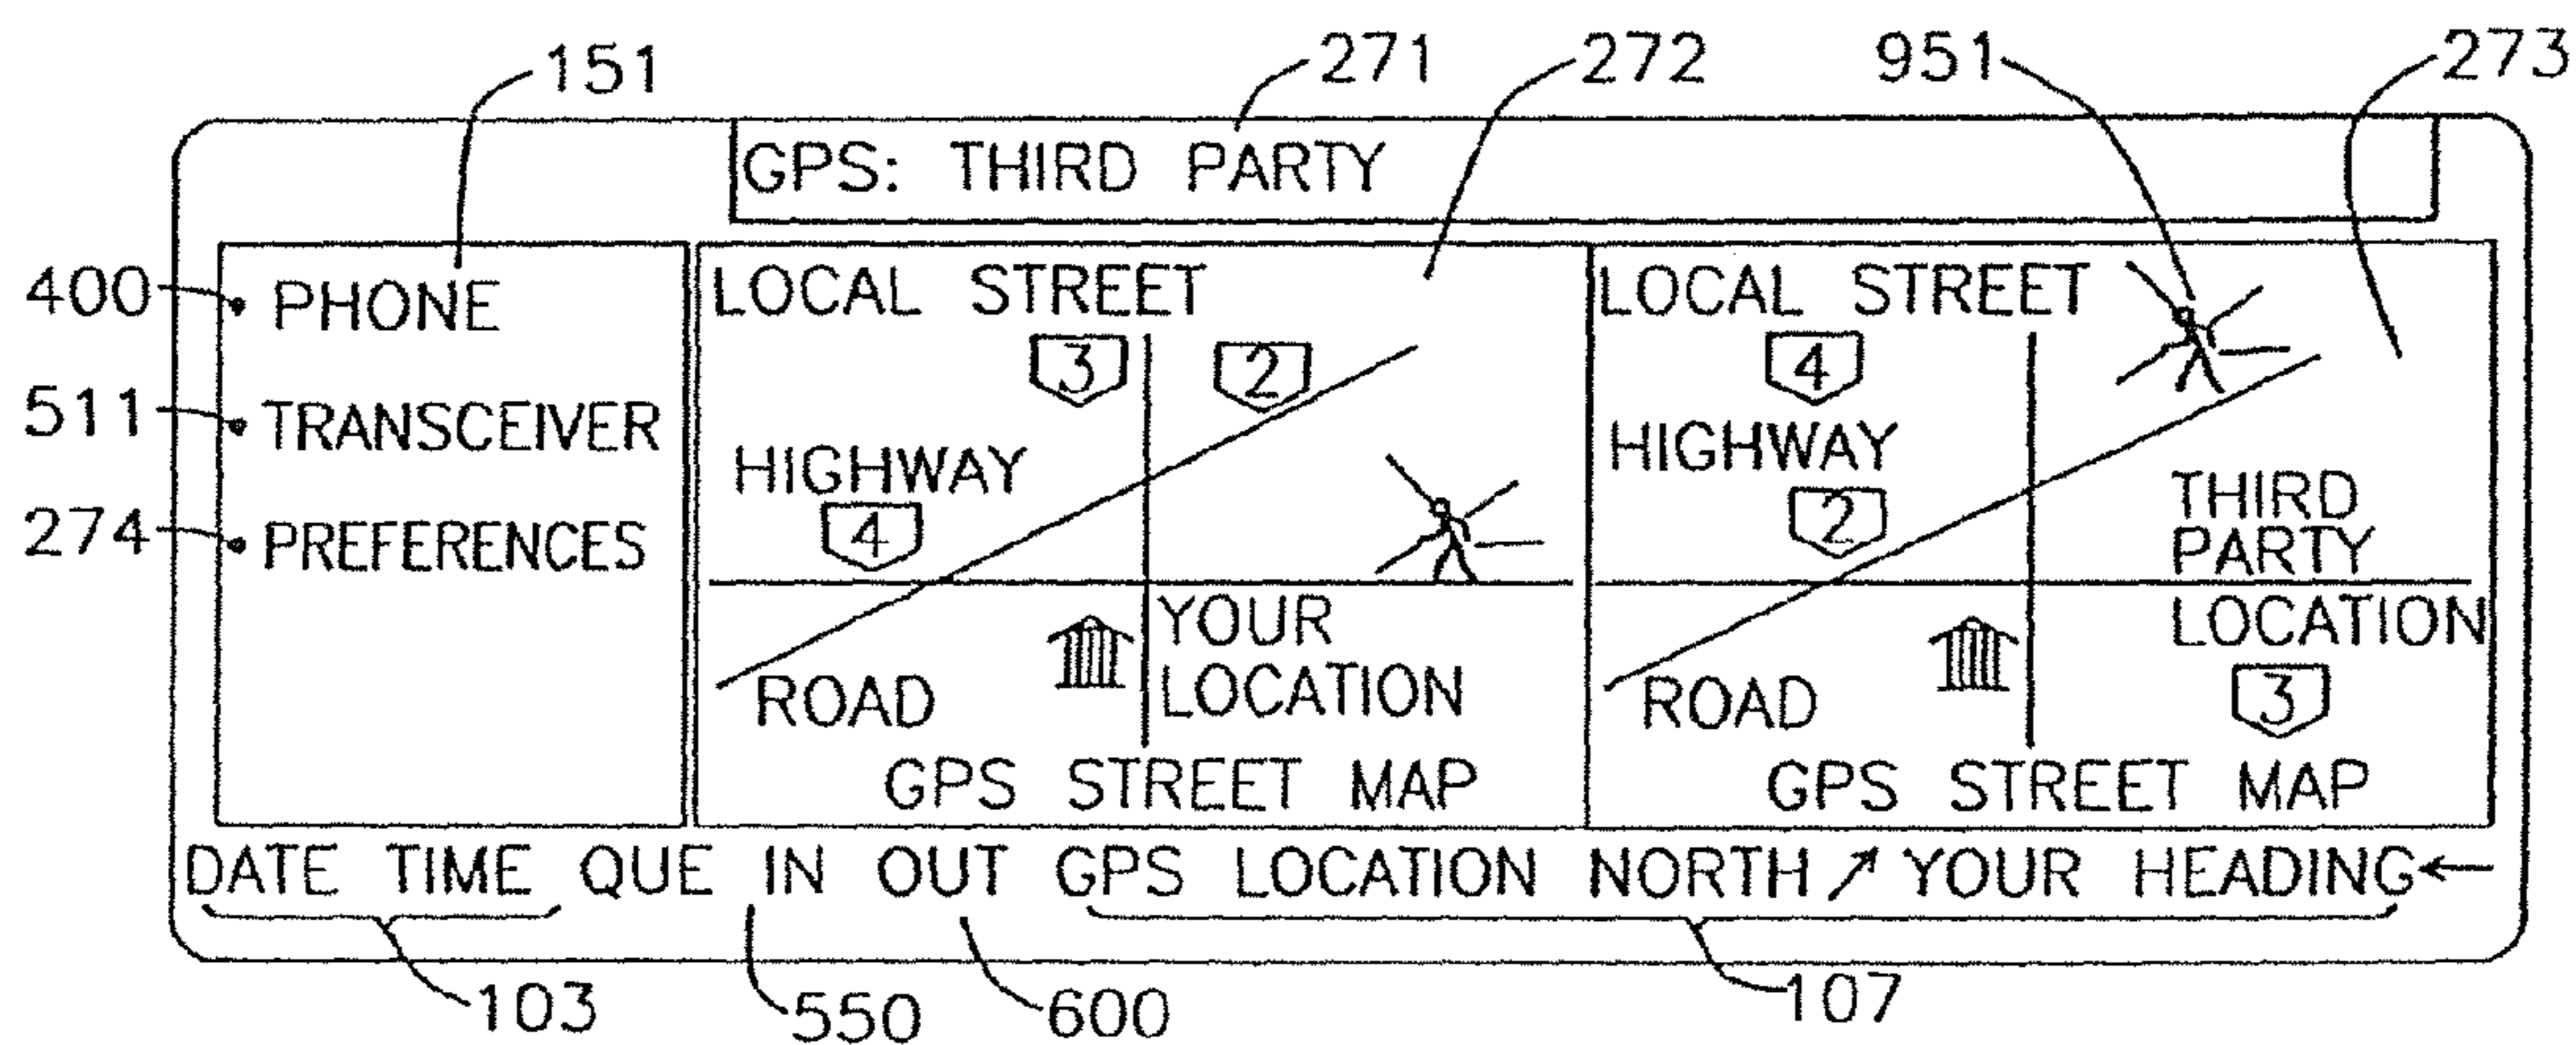 151 271 272 951 273
GPS: THIRD PARTY
400 PHONE
511 TRANSCEIVER
274 PREFERENCES
LOCAL STREET
3 2
HIGHWAY
4
YOUR
LOCATION
ROAD
GPS STREET MAP
LOCAL STREET
4
HIGHWAY
2
THIRD
PARTY
LOCATION
3
ROAD
GPS STREET MAP
DATE TIME QUE IN OUT GPS LOCATION NORTH ↗ YOUR HEADING ←
103 550 600 107